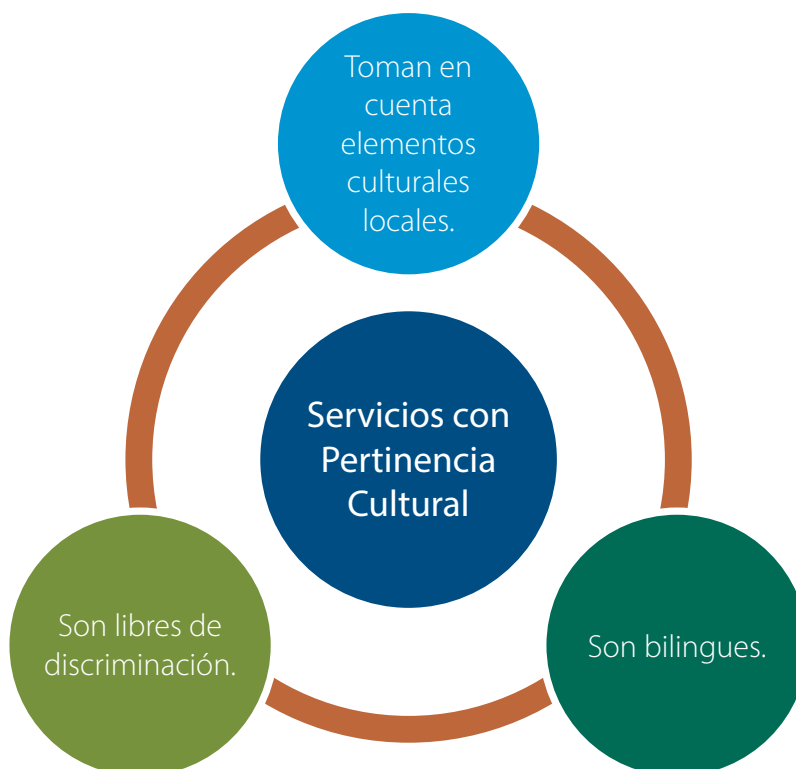 Toman en
cuenta
elementos
culturales
locales.
Servicios con
Pertinencia
Cultural
Son libres de
discriminación.
Son bilingues.